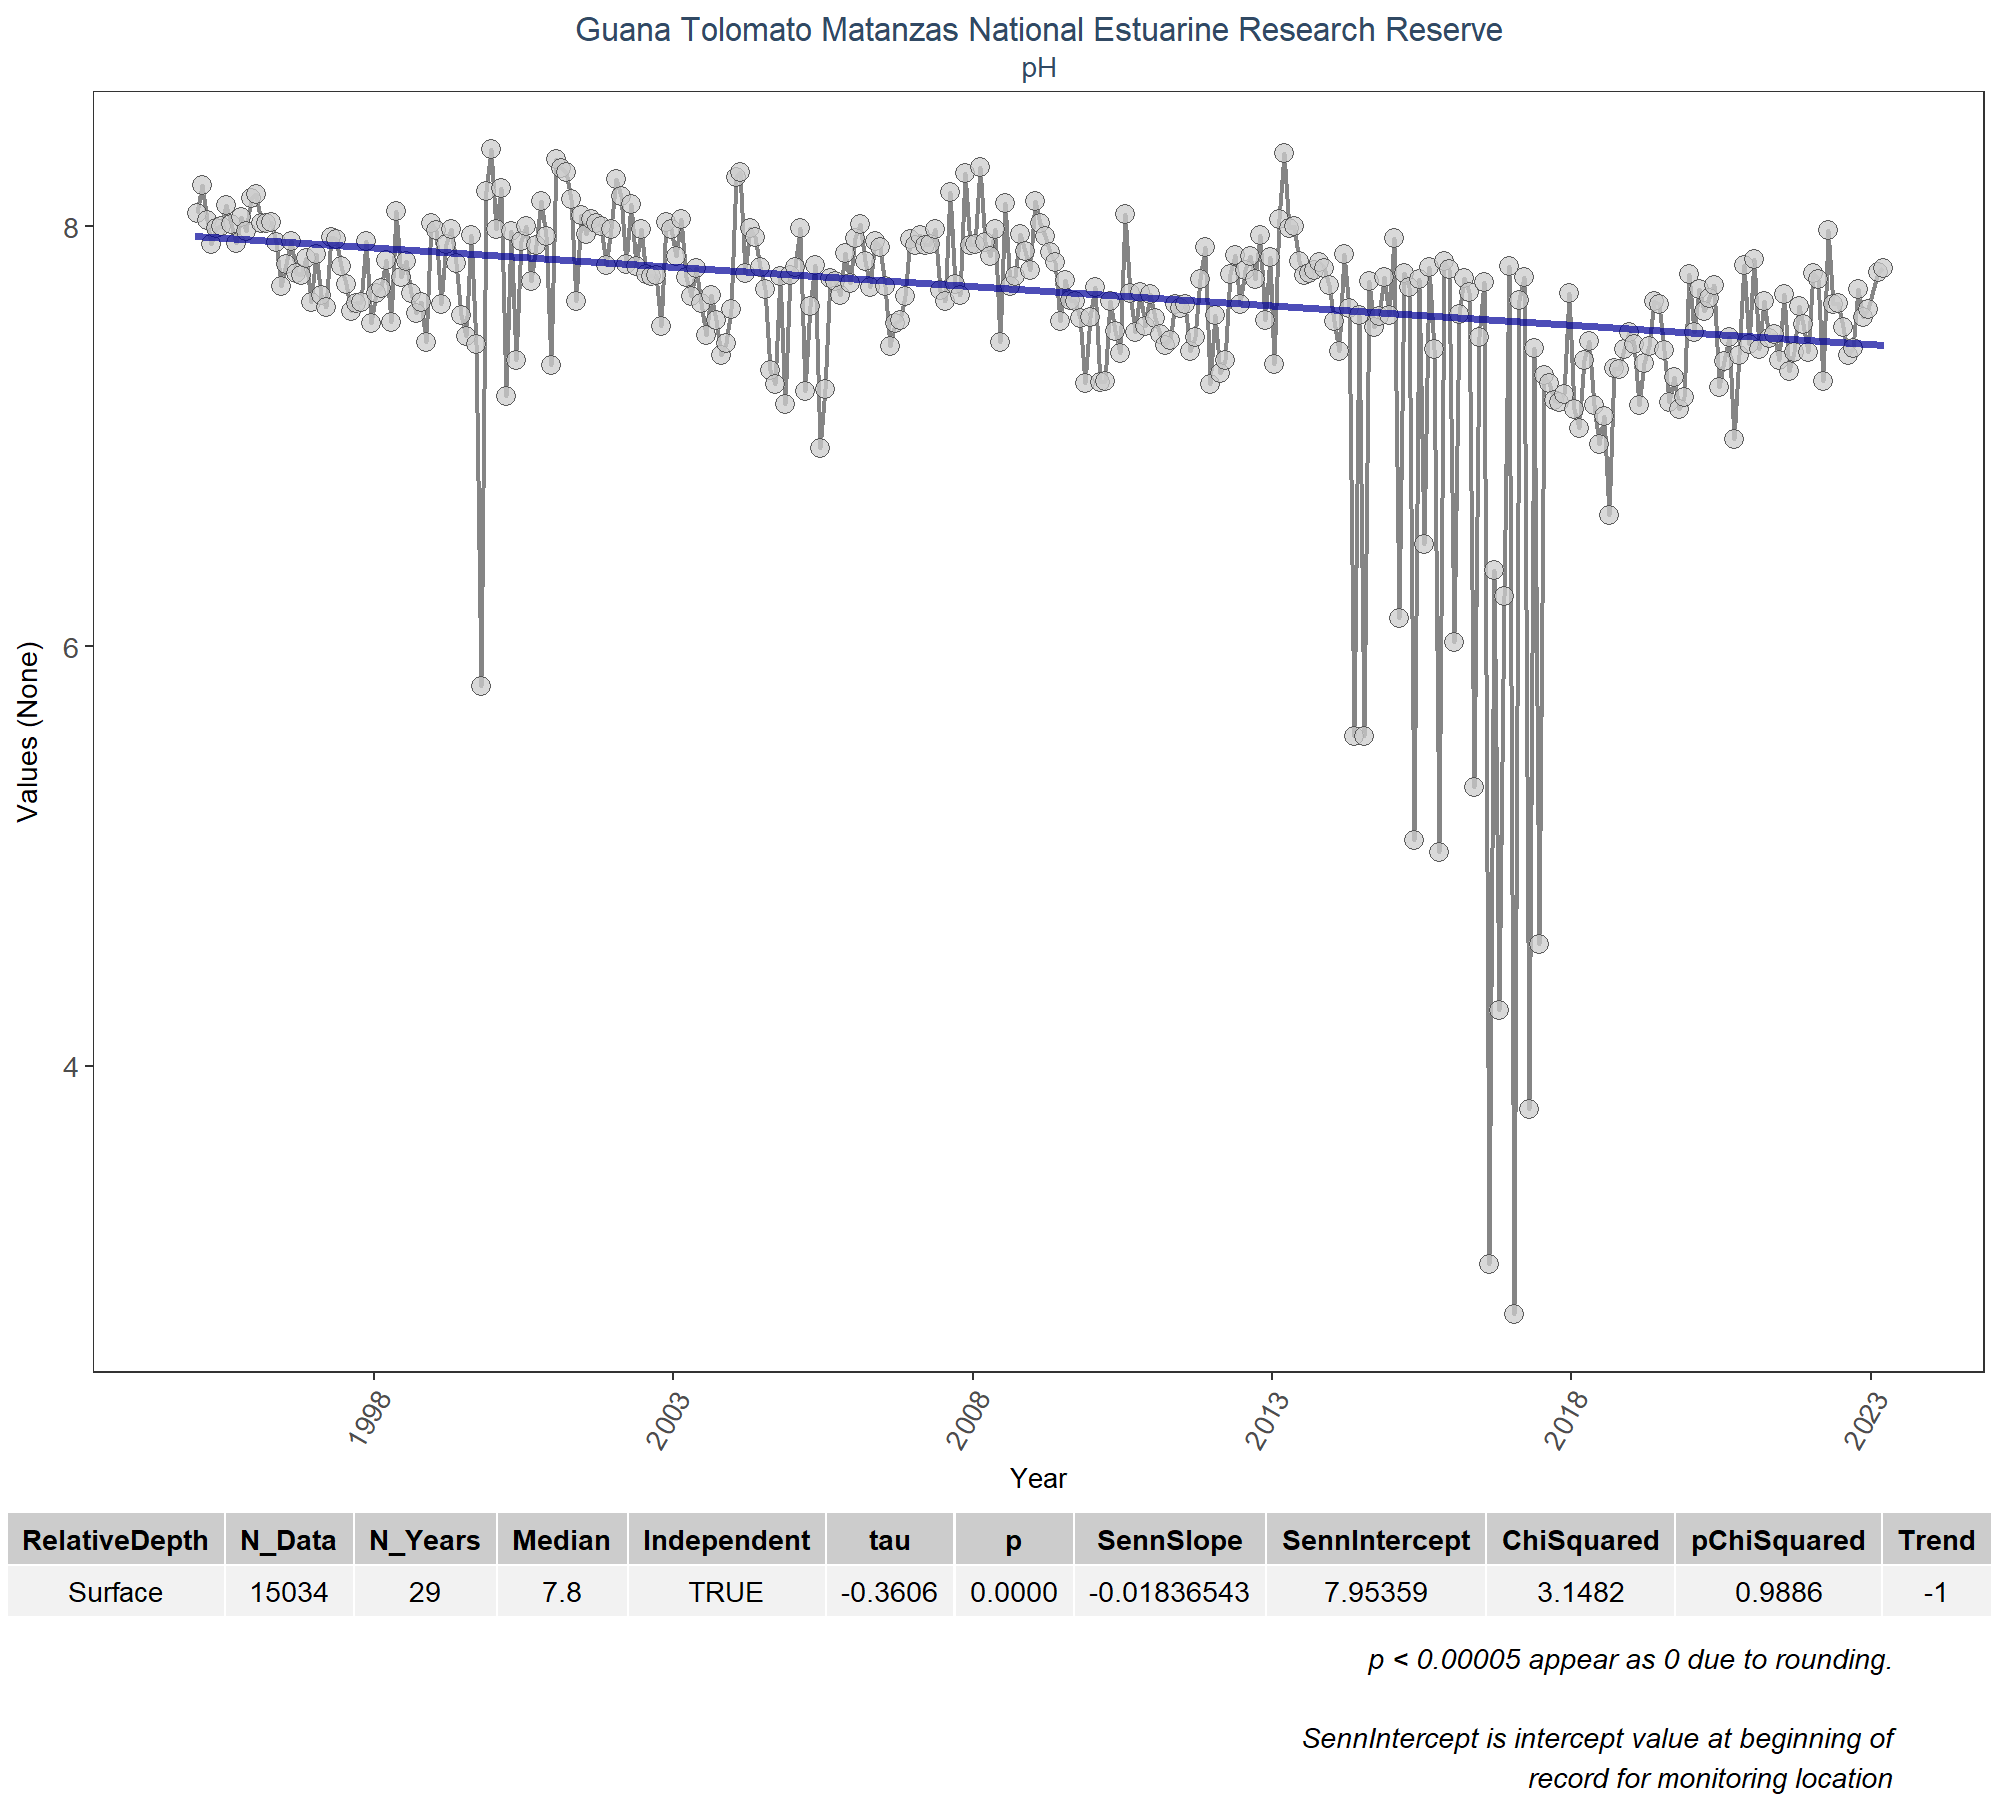 Guana Tolomato Matanzas National Estuarine Research Reserve
pH
Values (None)
8
6
4
1998 2003 2008 2013 2018 2023
Year
RelativeDepth N_Data N_Years Median Independent tau p SennSlope SennIntercept ChiSquared pChiSquared Trend
Surface 15034 29 7.8 TRUE -0.3606 0.0000 -0.01836543 7.95359 3.1482 0.9886 -1
p < 0.00005 appear as 0 due to rounding.
SennIntercept is intercept value at beginning of
record for monitoring location